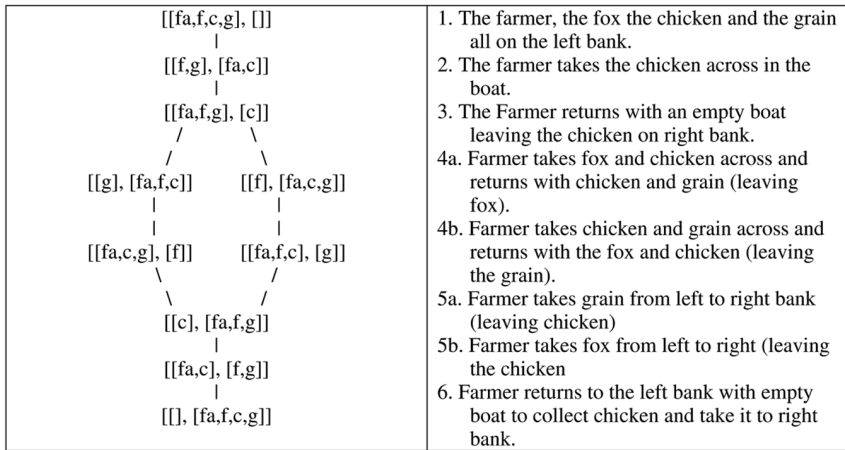 [[fa,f,c,g], []]
|
[[f,g], [fa,c]]
|
[[fa,f,g], [c]]
/ \
/ \
[[g], [fa,f,c]] [[f], [fa,c,g]]
| |
| |
[[fa,c,g], [f]] [[fa,f,c], [g]]
\ /
\ /
[[c], [fa,f,g]]
|
[[fa,c], [f,g]]
|
[[], [fa,f,c,g]]
1. The farmer, the fox the chicken and the grain
all on the left bank.
2. The farmer takes the chicken across in the
boat.
3. The Farmer returns with an empty boat
leaving the chicken on right bank.
4a. Farmer takes fox and chicken across and
returns with chicken and grain (leaving
fox).
4b. Farmer takes chicken and grain across and
returns with the fox and chicken (leaving
the grain).
5a. Farmer takes grain from left to right bank
(leaving chicken)
5b. Farmer takes fox from left to right (leaving
the chicken
6. Farmer returns to the left bank with empty
boat to collect chicken and take it to right
bank.